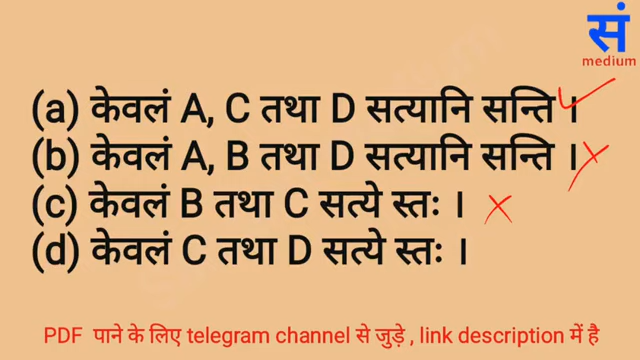 सं
medium
(a) केवलं A, C तथा D सत्यानि सन्ति ।
(b) केवलं A, B तथा D सत्यानि सन्ति ।
(c) केवलं B तथा C सत्ये स्तः ।
(d) केवलं C तथा D सत्ये स्तः ।
PDF पाने के लिए telegram channel से जुड़े , link description में है